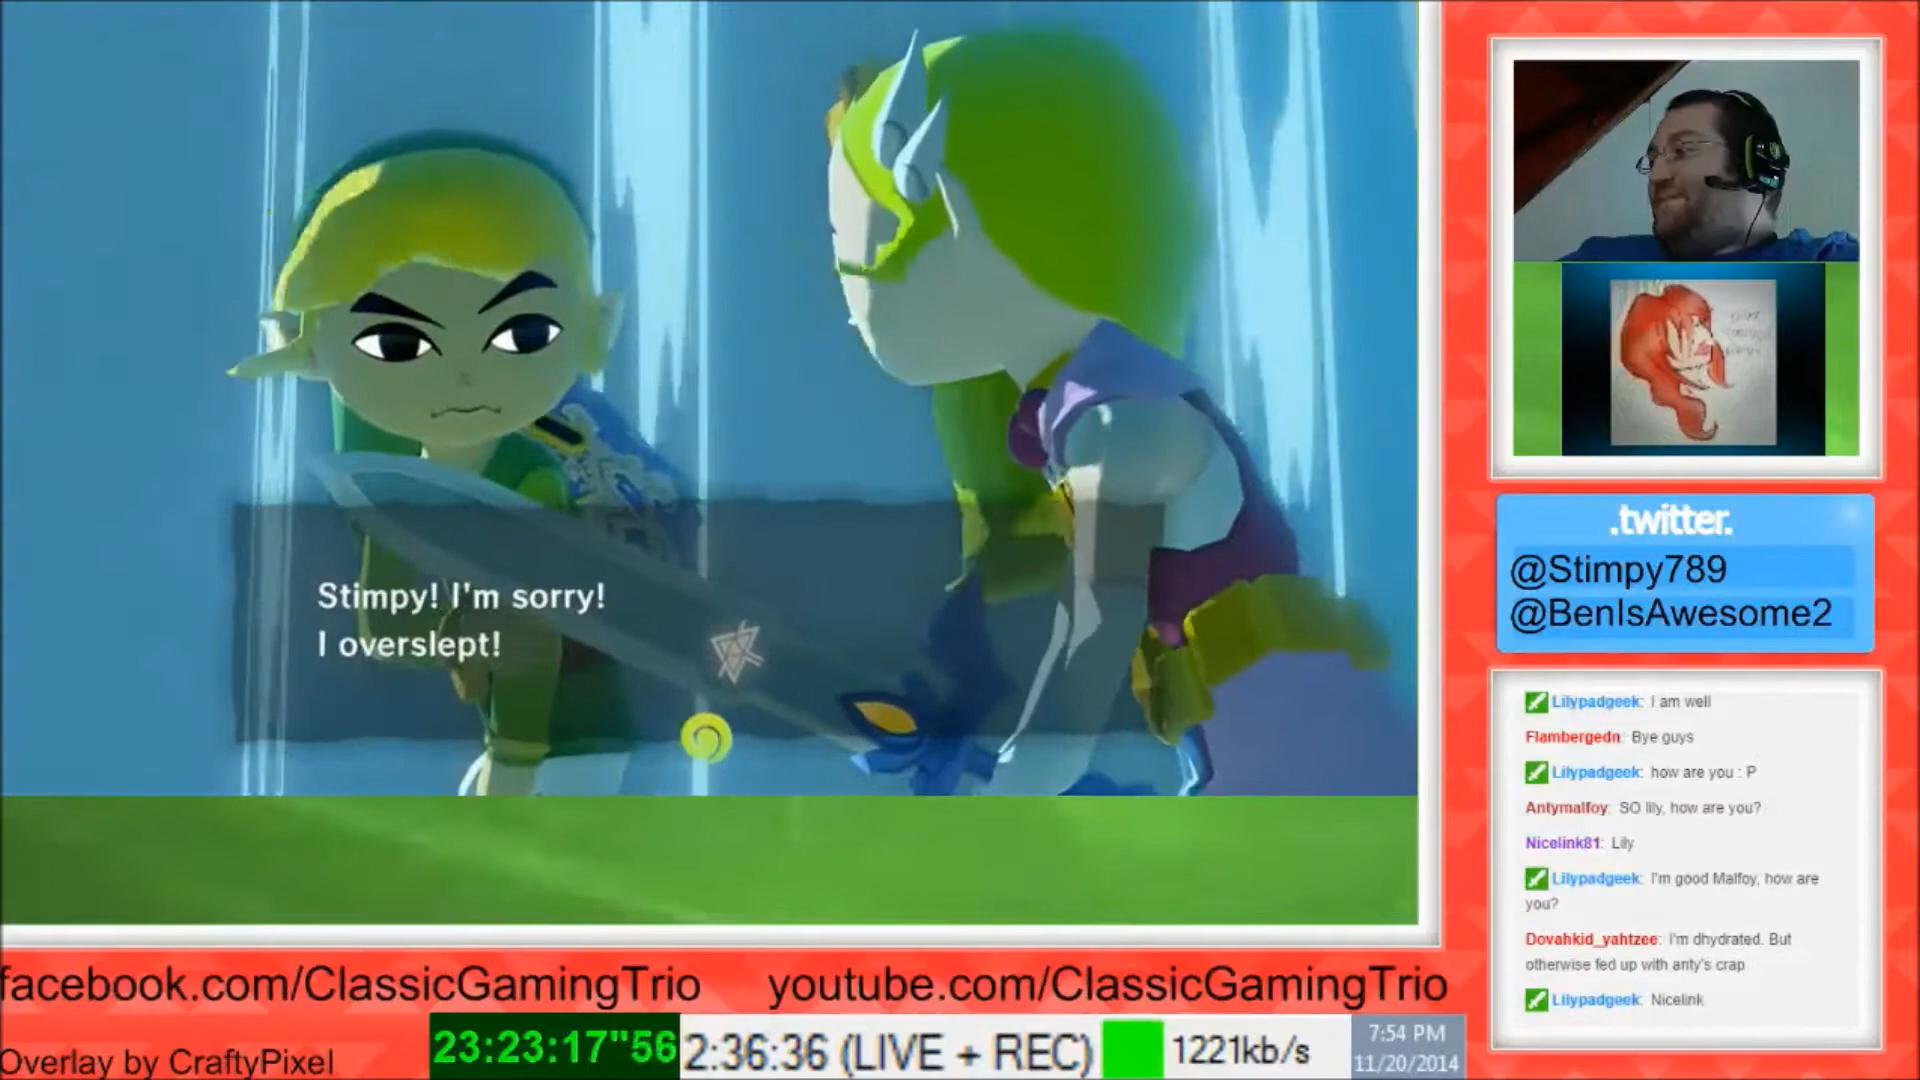 Stimpy! I'm sorry!
I overslept!
.twitter.
@Stimpy789
@BenIsAwesome2
Lilypadgeek: I am well
Flambergedn: Bye guys
Lilypadgeek: how are you : P
Antymalfoy: SO lily, how are you?
Nicelink81: Lily
Lilypadgeek: I'm good Malfoy, how are
you?
Dovahkid_yahtzee: I'm dhydrated. But
otherwise fed up with anty's crap
Lilypadgeek: Nicelink
facebook.com/ClassicGamingTrio youtube.com/ClassicGamingTrio
Overlay by CraftyPixel
23:23:17"56
2:36:36 (LIVE + REC)
1221kb/s
7:54 PM
11/20/2014